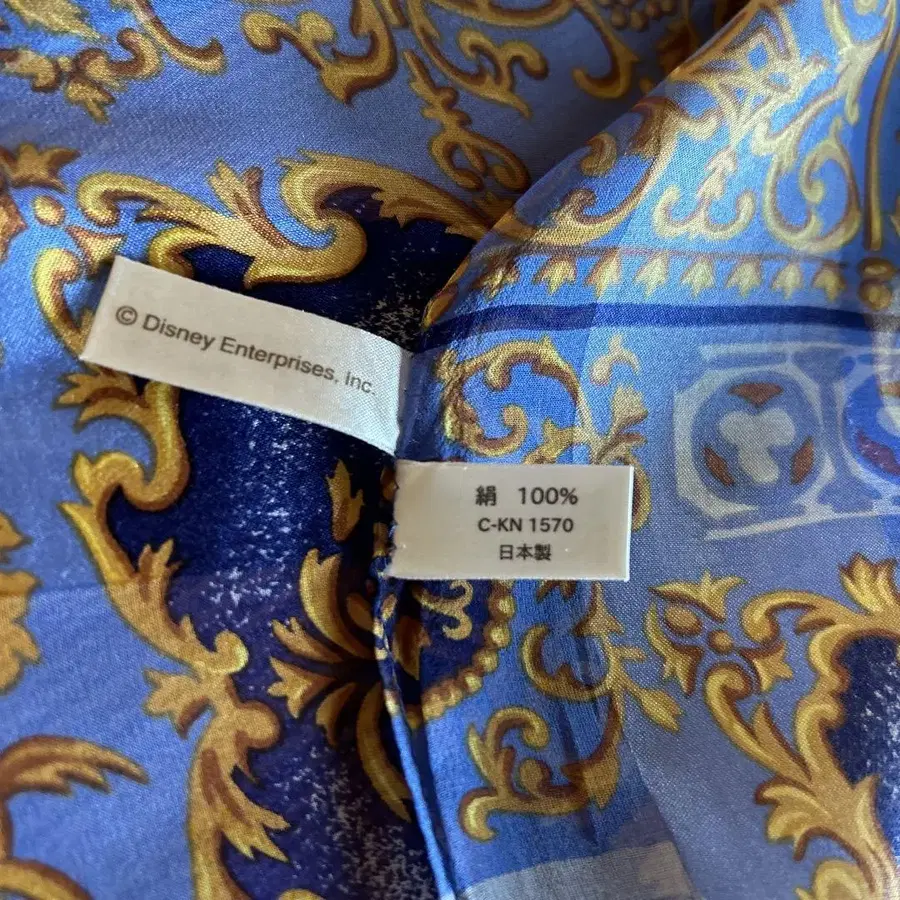 © Disney Enterprises, Inc.
絹 100%
C-KN 1570
日本製